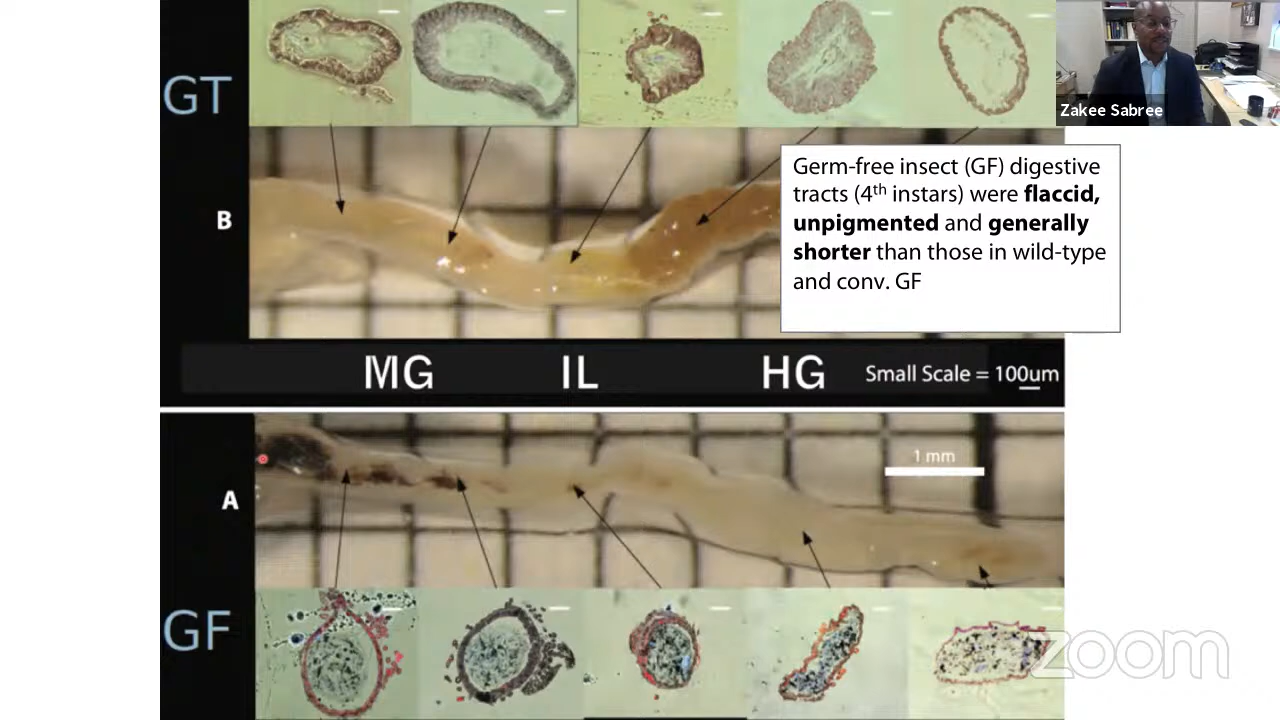 GT
Zakee Sabree
B
Germ-free insect (GF) digestive
tracts (4th instars) were flaccid,
unpigmented and generally
shorter than those in wild-type
and conv. GF
MG IL HG Small Scale = 100um
1 mm
A
GF
zoom